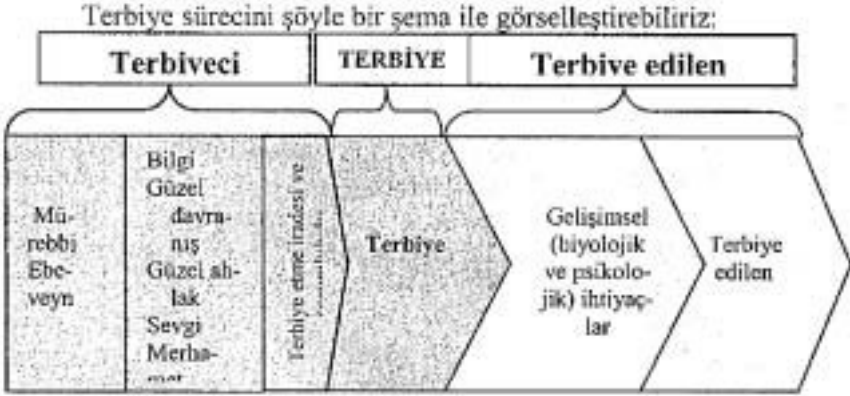 Terbiye sürecini şöyle bir şema ile görselleştirebiliriz:
Terbiyeci
TERBİYE
Terbiye edilen
Mü-
rebbi
Ebe-
veyn
Bilgi
Güzel
davra-
nış
Güzel ah-
lak
Sevgi
Merha-
Terbiye etme iradesi ve
Terbiye
Gelişimsel
(biyolojik
ve psikolo-
jik) ihtiyaç-
lar
Terbiye
edilen